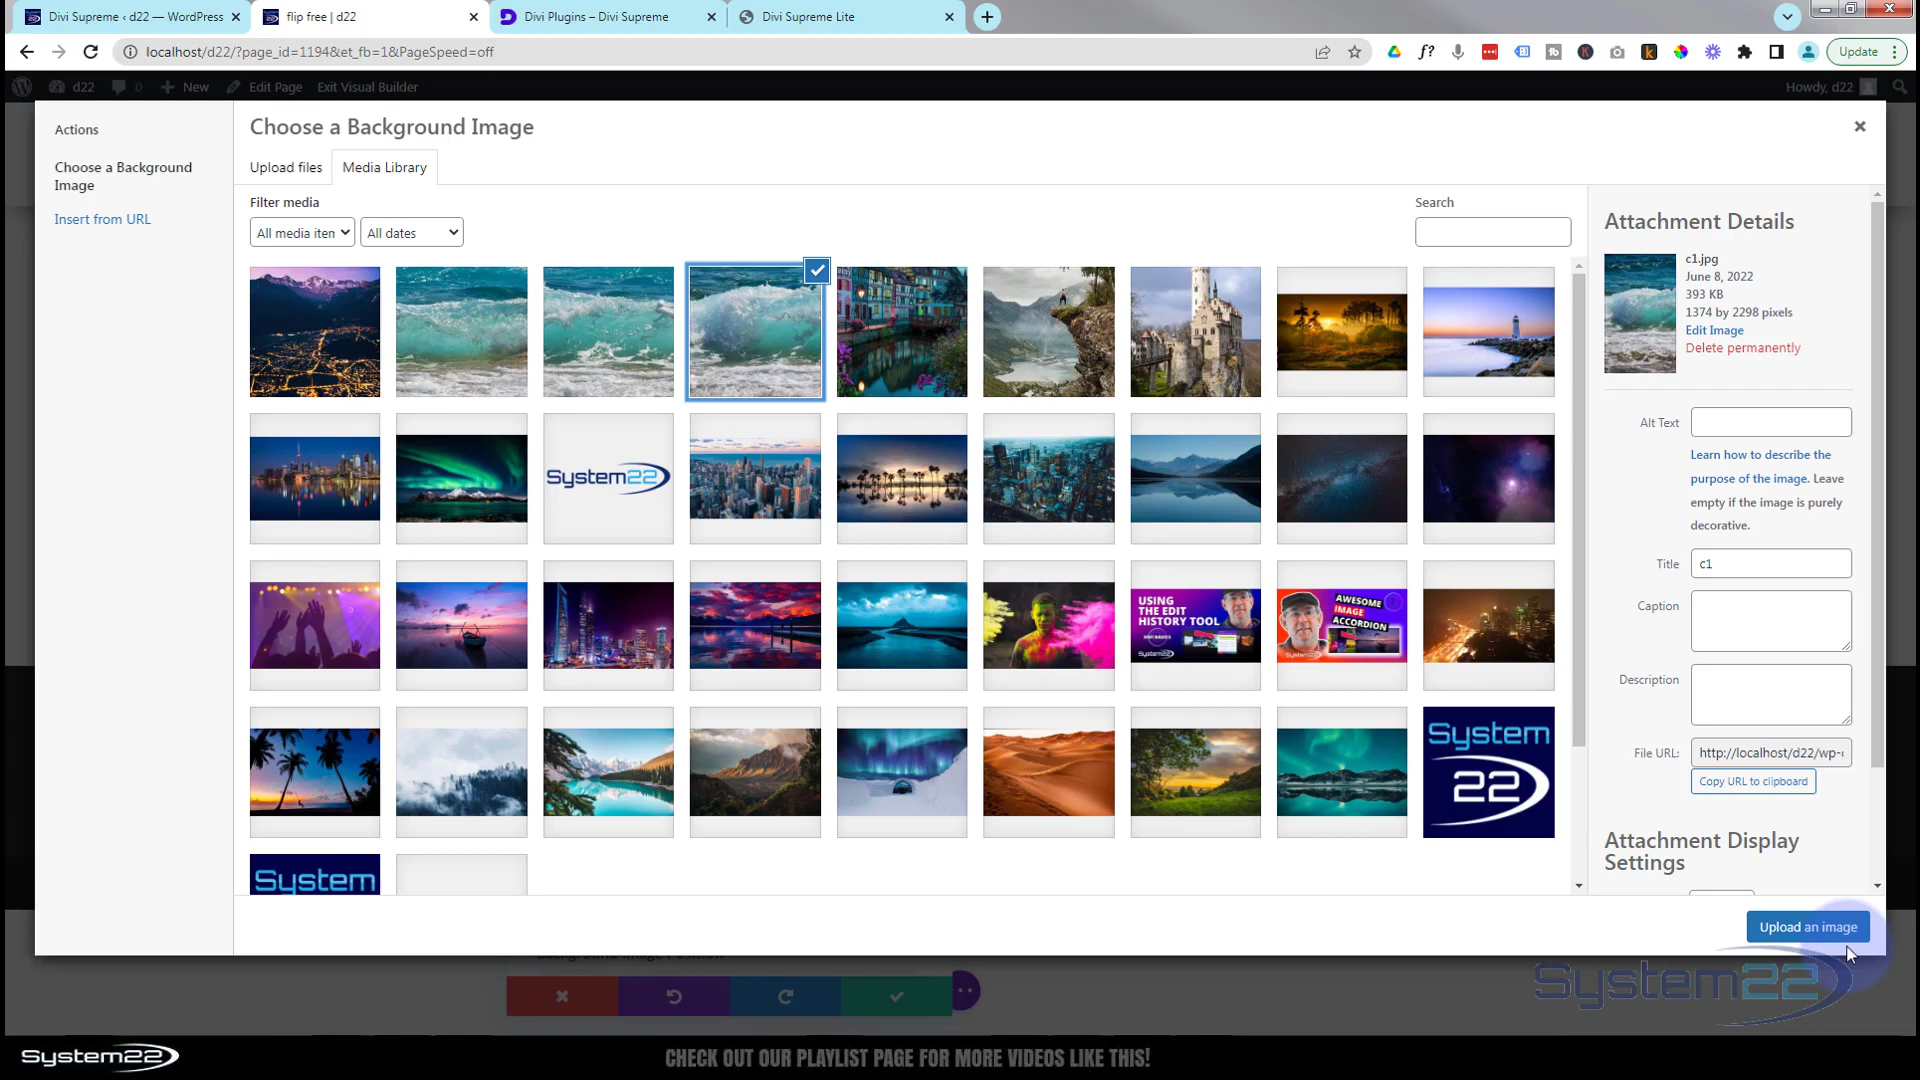 Divi Supreme ‹ d22 — WordPress
flip free | d22
Divi Plugins – Divi Supreme
Divi Supreme Lite
localhost/d22/?page_id=1194&et_fb=1&PageSpeed=off
Update
d22
0
New
Edit Page
Exit Visual Builder
Howdy, d22
Actions
Choose a Background
Image
Insert from URL
Choose a Background Image
Upload files
Media Library
Filter media
All media iten
All dates
Search
System22
USING
THE EDIT
HISTORY TOOL
DIVI BASICS
System22
AWESOME
IMAGE
ACCORDION
System22
System
22
System
Attachment Details
c1.jpg
June 8, 2022
393 KB
1374 by 2298 pixels
Edit Image
Delete permanently
Alt Text
Learn how to describe the
purpose of the image. Leave
empty if the image is purely
decorative.
Title
c1
Caption
Description
File URL:
http://localhost/d22/wp-c
Copy URL to clipboard
Attachment Display
Settings
Upload an image
Background Image Position
System22
System22
CHECK OUT OUR PLAYLIST PAGE FOR MORE VIDEOS LIKE THIS!